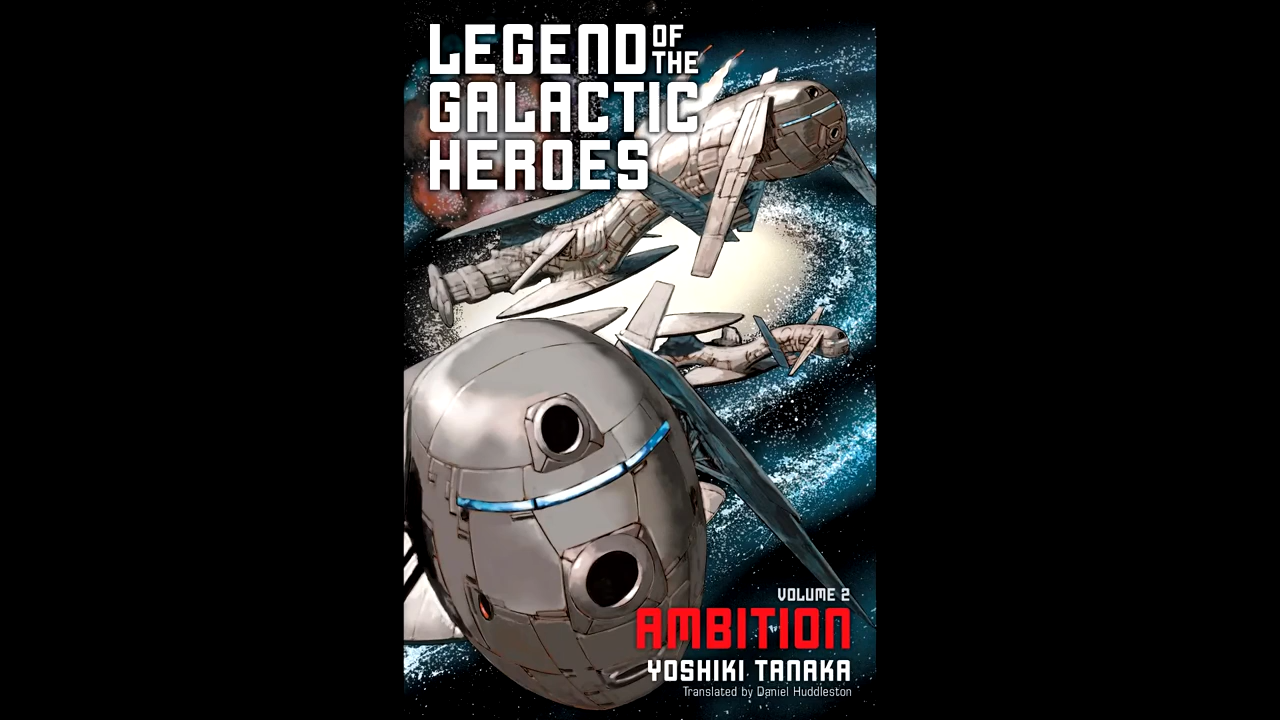 LEGEND OF THE
GALACTIC
HEROES
VOLUME 2
AMBITION
YOSHIKI TANAKA
Translated by Daniel Huddleston